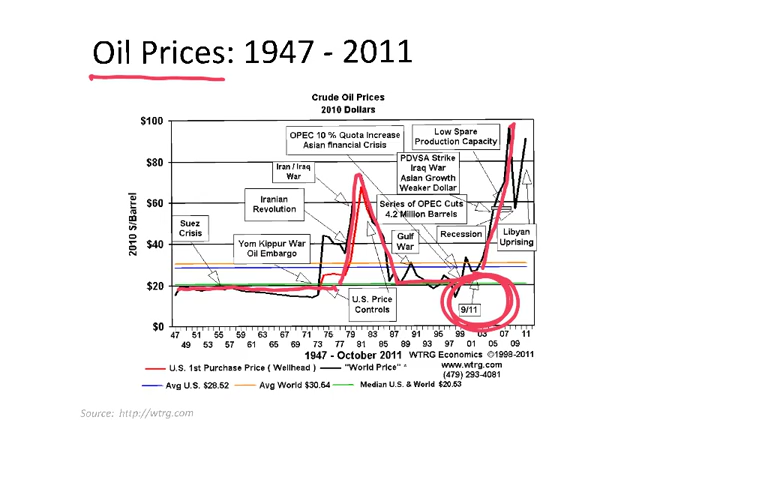 Oil Prices: 1947 - 2011
Crude Oil Prices
2010 Dollars
$100
$80
$60
$40
$20
$0
2010 $/Barrel
OPEC 10 % Quota Increase
Asian financial Crisis
Low Spare
Production Capacity
PDVSA Strike
Iraq War
Asian Growth
Weaker Dollar
Iran / Iraq
War
Iranian
Revolution
Series of OPEC Cuts
4.2 Million Barrels
Suez
Crisis
Yom Kippur War
Oil Embargo
Gulf
War
Recession
Libyan
Uprising
U.S. Price
Controls
9/11
47 51 55 59 63 67 71 75 79 83 87 91 95 99 03 07 11
49 53 57 61 65 69 73 77 81 85 89 93 97 01 05 09
1947 - October 2011 WTRG Economics ©1998-2011
www.wtrg.com
(479) 293-4081
U.S. 1st Purchase Price ( Wellhead ) "World Price" *
Avg U.S. $28.52 Avg World $30.54 Median U.S. & World $20.53
Source: http://wtrg.com